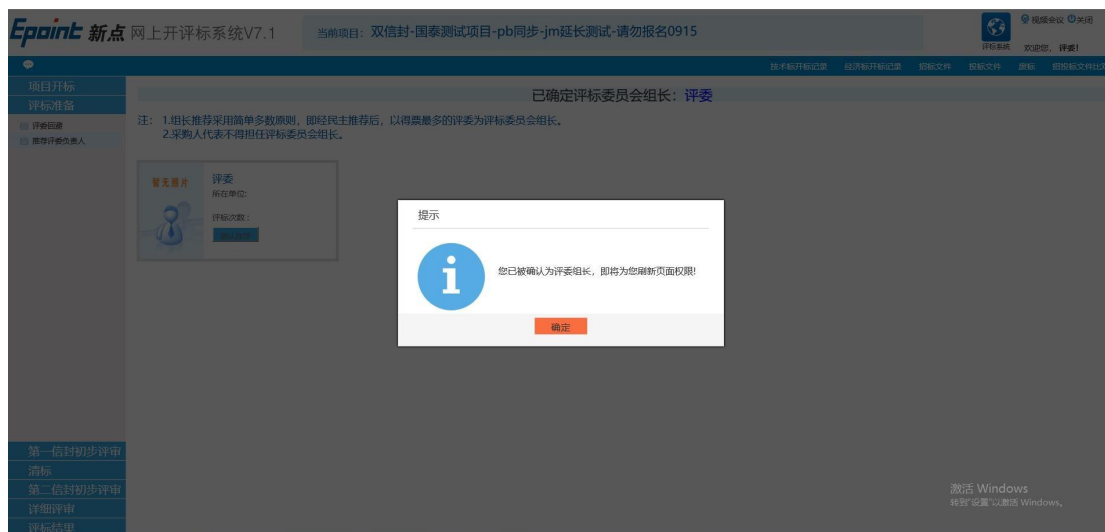 Epoint 新点 网上开评标系统V7.1
当前项目：双信封-国泰测试项目-pb同步-jm延长测试-请勿报名0915
评标系统
视频会议 关闭
欢迎您，评委！
技术标开标记录 经济标开标记录 招标文件 投标文件 招投标文件比对
项目开标
评标准备
评委回避
推荐评委负责人
已确定评标委员会组长：评委
注： 1.组长推荐采用简单多数原则，即经民主推荐后，以得票最多的评委为评标委员会组长。
2.采购人代表不得担任评标委员会组长。
暂无照片
评委
所在单位:
评标次数：
提示
您已被确认为评委组长，即将为您刷新页面权限!
确定
第一信封初步评审
清标
第二信封初步评审
详细评审
评标结果
激活 Windows
转到"设置"以激活 Windows。